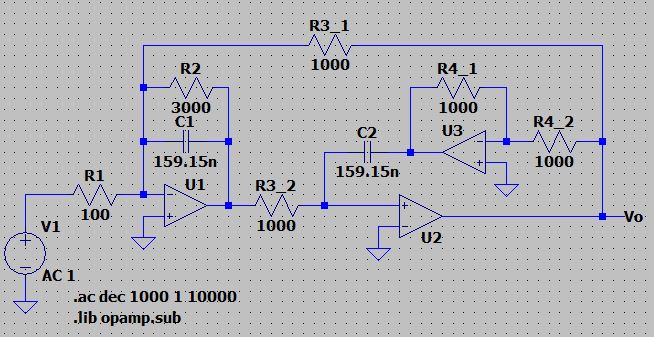 R3_1
1000
R2
3000
C1
159.15n
R4_1
1000
C2
159.15n
U3
R4_2
1000
R1
100
U1
R3_2
1000
U2
Vo
V1
AC 1
.ac dec 1000 1 10000
.lib opamp.sub